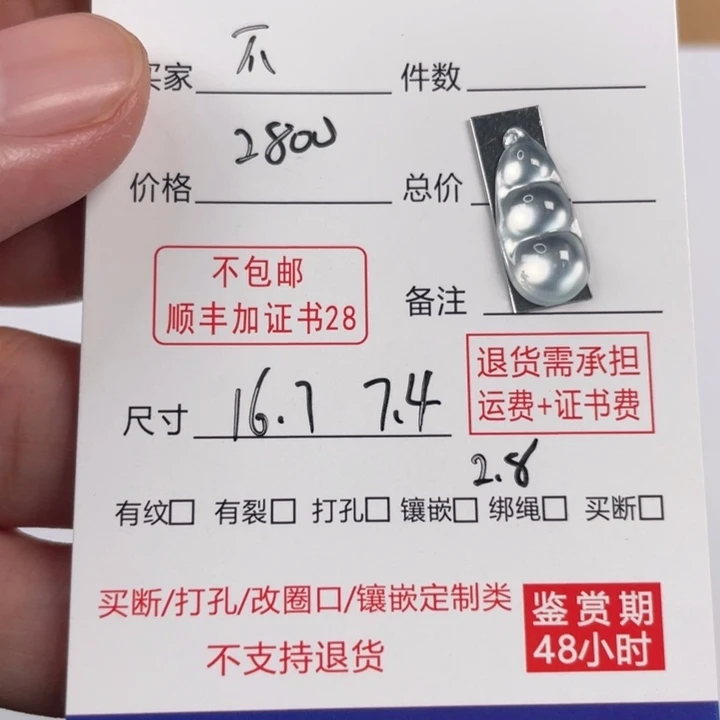 买家 件数
2800
价格 总价
不包邮
顺丰加证书28
备注
退货需承担
运费+证书费
尺寸 16.7 7.4
2.8
有纹□ 有裂□ 打孔□ 镶嵌□ 绑绳□ 买断□
买断/打孔/改圈口/镶嵌定制类
不支持退货
鉴赏期
48小时